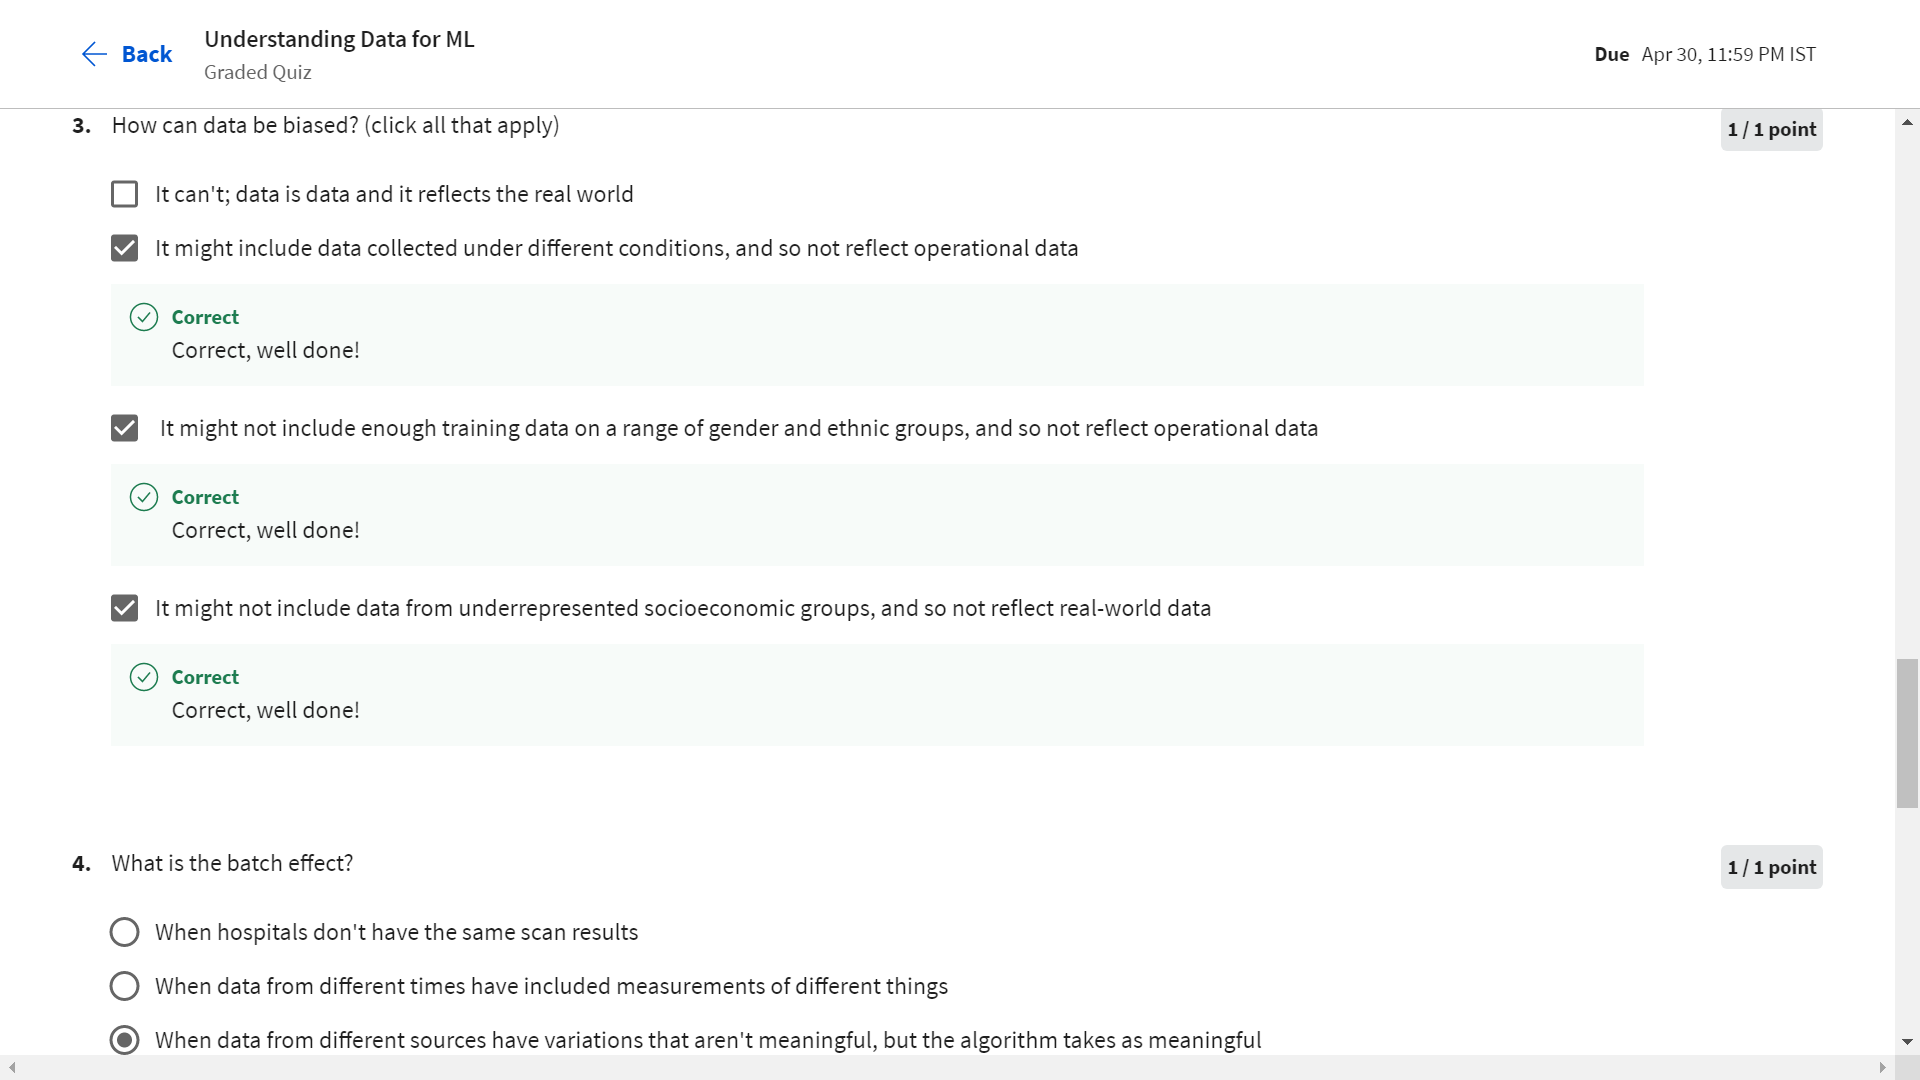 Back
Understanding Data for ML
Graded Quiz
Due Apr 30, 11:59 PM IST
3. How can data be biased? (click all that apply)
1 / 1 point
It can't; data is data and it reflects the real world
It might include data collected under different conditions, and so not reflect operational data
Correct
Correct, well done!
It might not include enough training data on a range of gender and ethnic groups, and so not reflect operational data
Correct
Correct, well done!
It might not include data from underrepresented socioeconomic groups, and so not reflect real-world data
Correct
Correct, well done!
4. What is the batch effect?
1 / 1 point
When hospitals don't have the same scan results
When data from different times have included measurements of different things
When data from different sources have variations that aren't meaningful, but the algorithm takes as meaningful